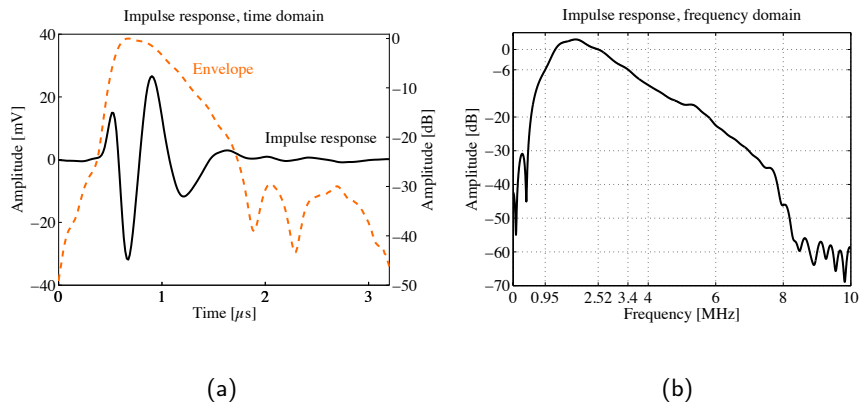 Impulse response, time domain
40
20
0
−20
−40
Amplitude [mV]
Envelope
Impulse response
0
−10
−20
−30
−40
−50
Amplitude [dB]
0 1 2 3
Time [µs]
(a)
Impulse response, frequency domain
0
−6
−20
−30
−40
−50
−60
−70
Amplitude [dB]
0 0.95 2.52 3.4 4 6 8 10
Frequency [MHz]
(b)